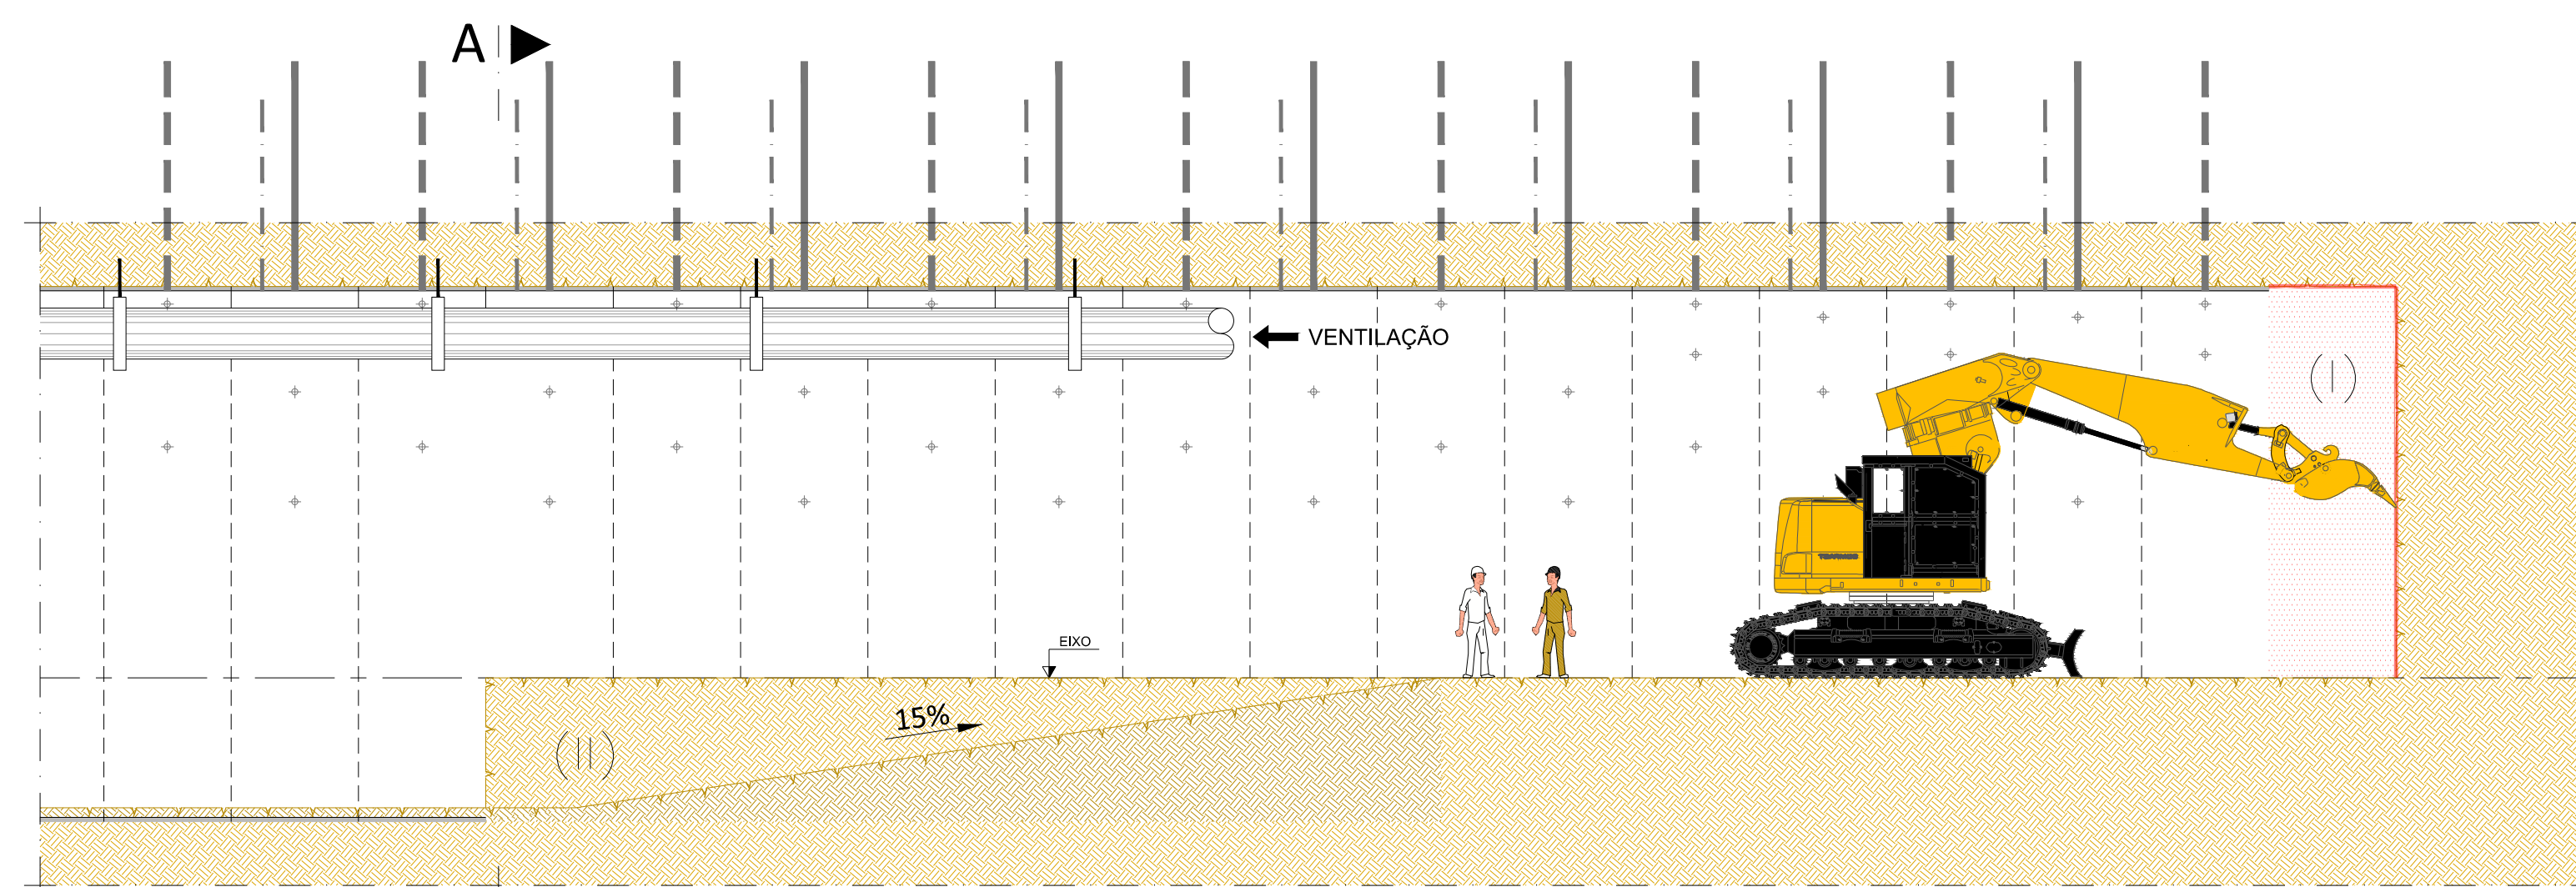 A
VENTILAÇÃO
(I)
EIXO
15%
(II)